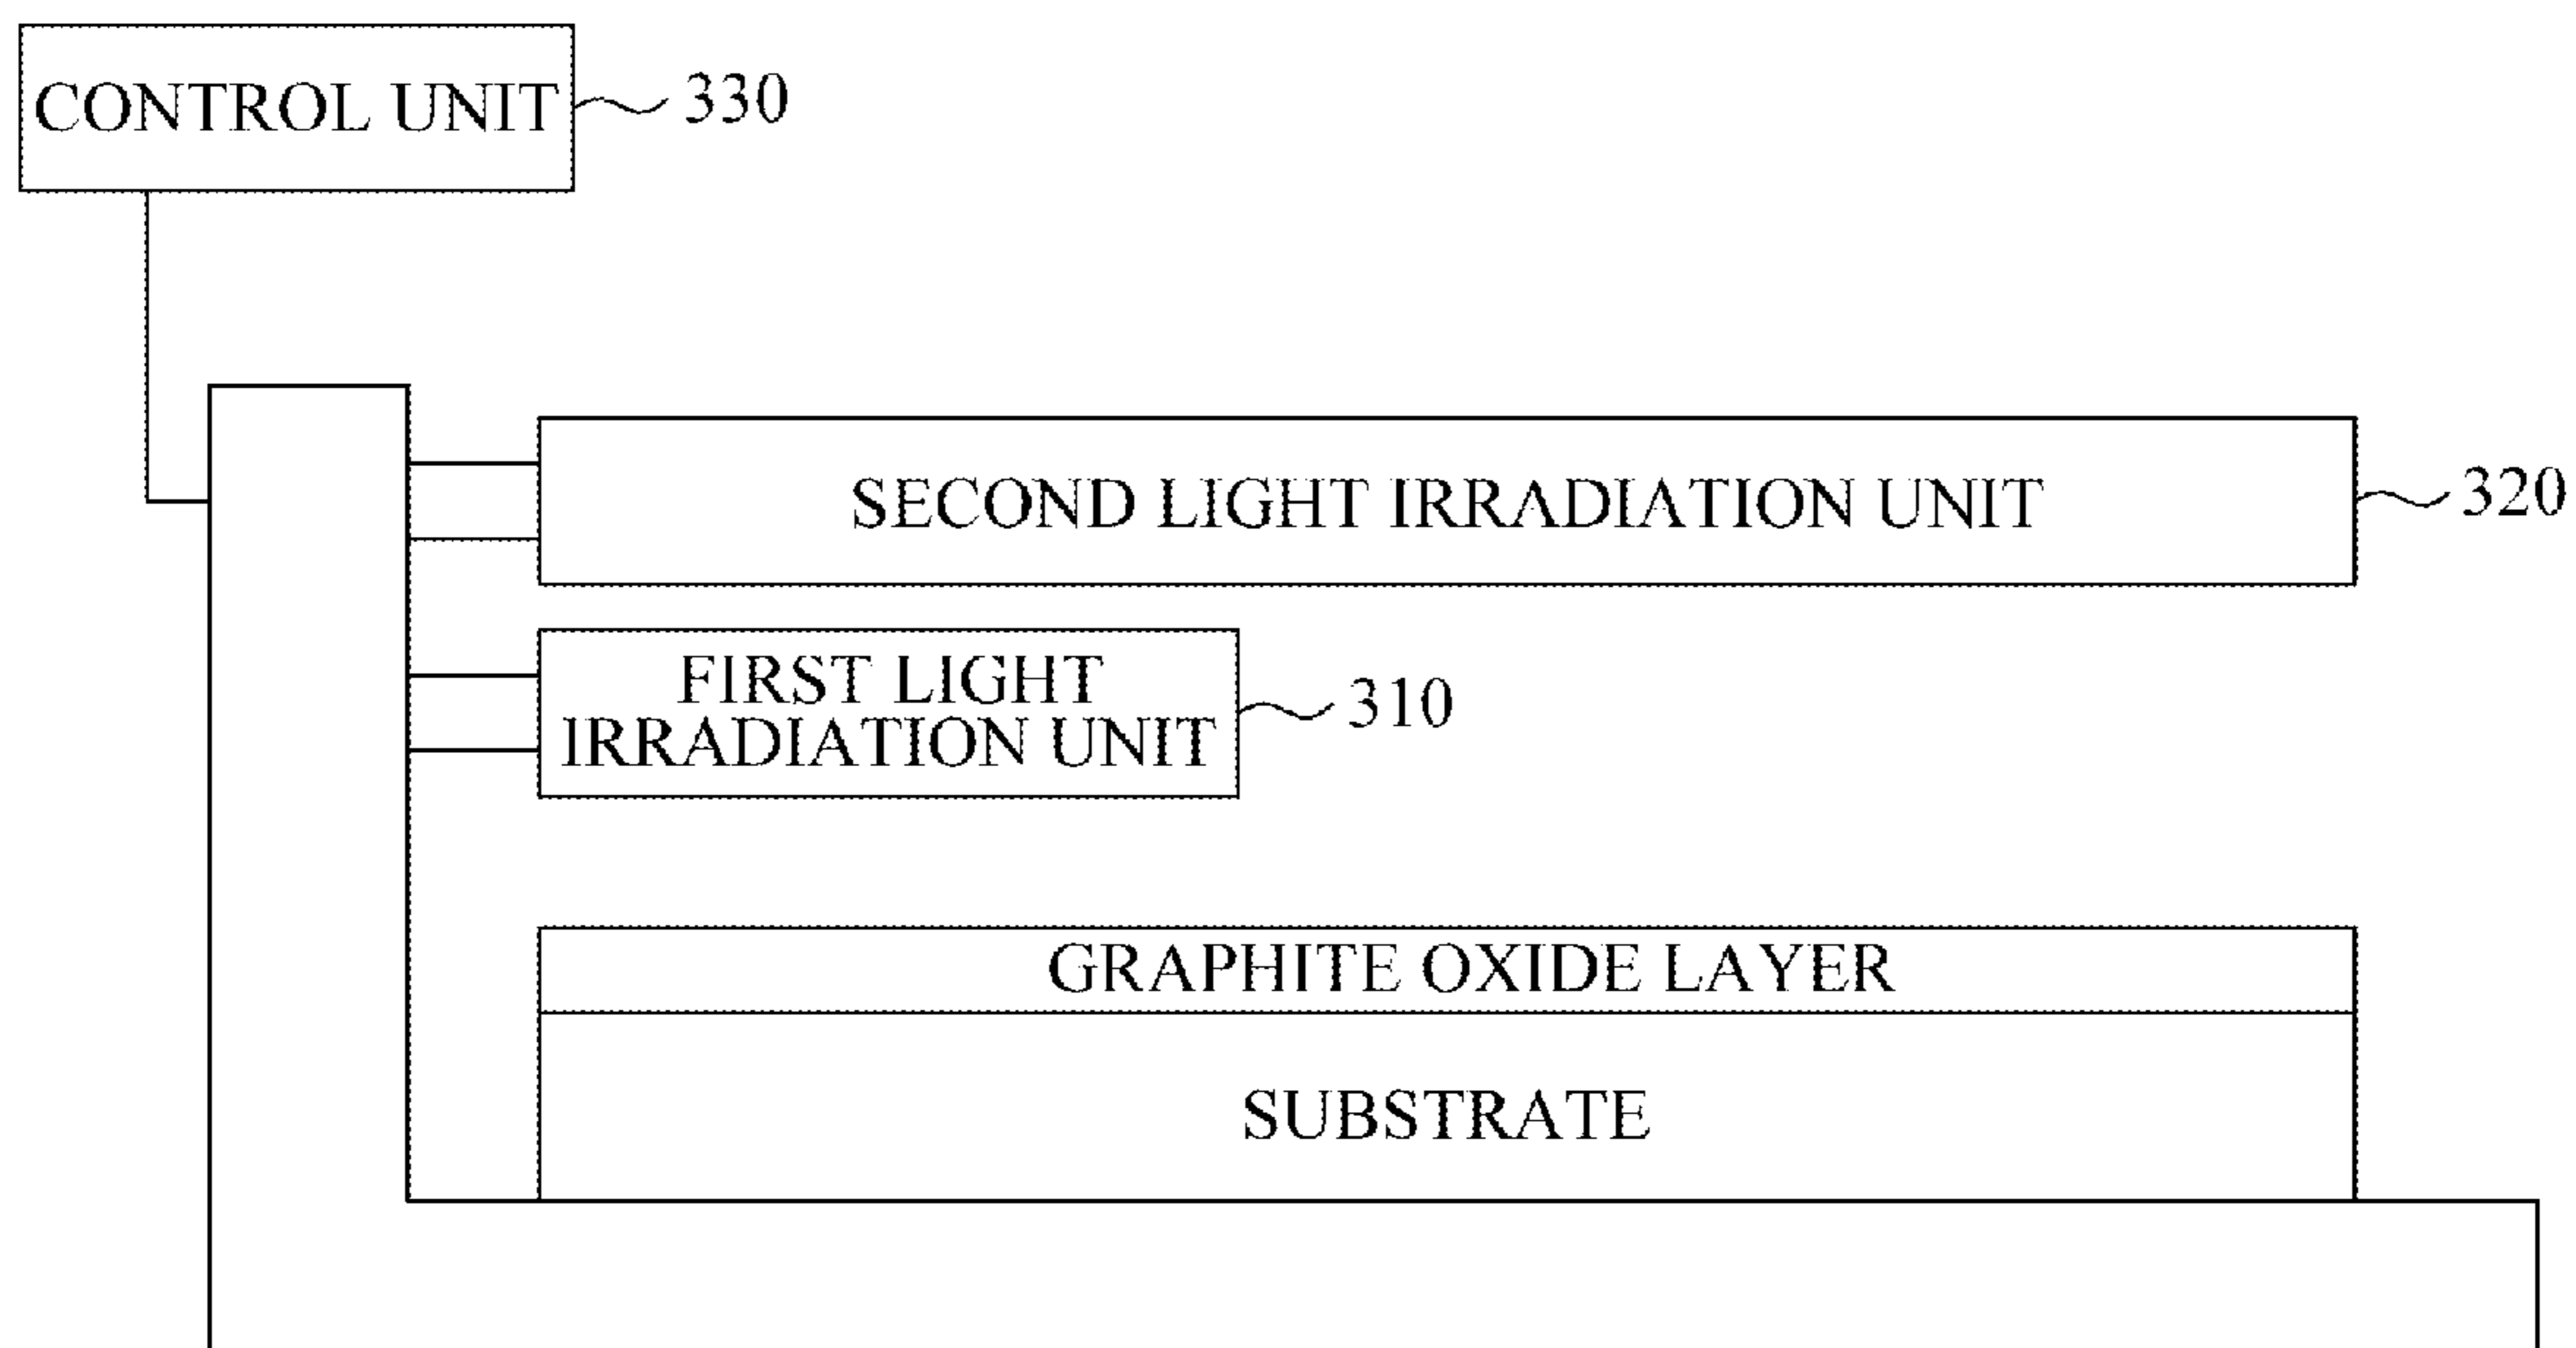 CONTROL UNIT 330
SECOND LIGHT IRRADIATION UNIT 320
FIRST LIGHT
IRRADIATION UNIT 310
GRAPHITE OXIDE LAYER
SUBSTRATE